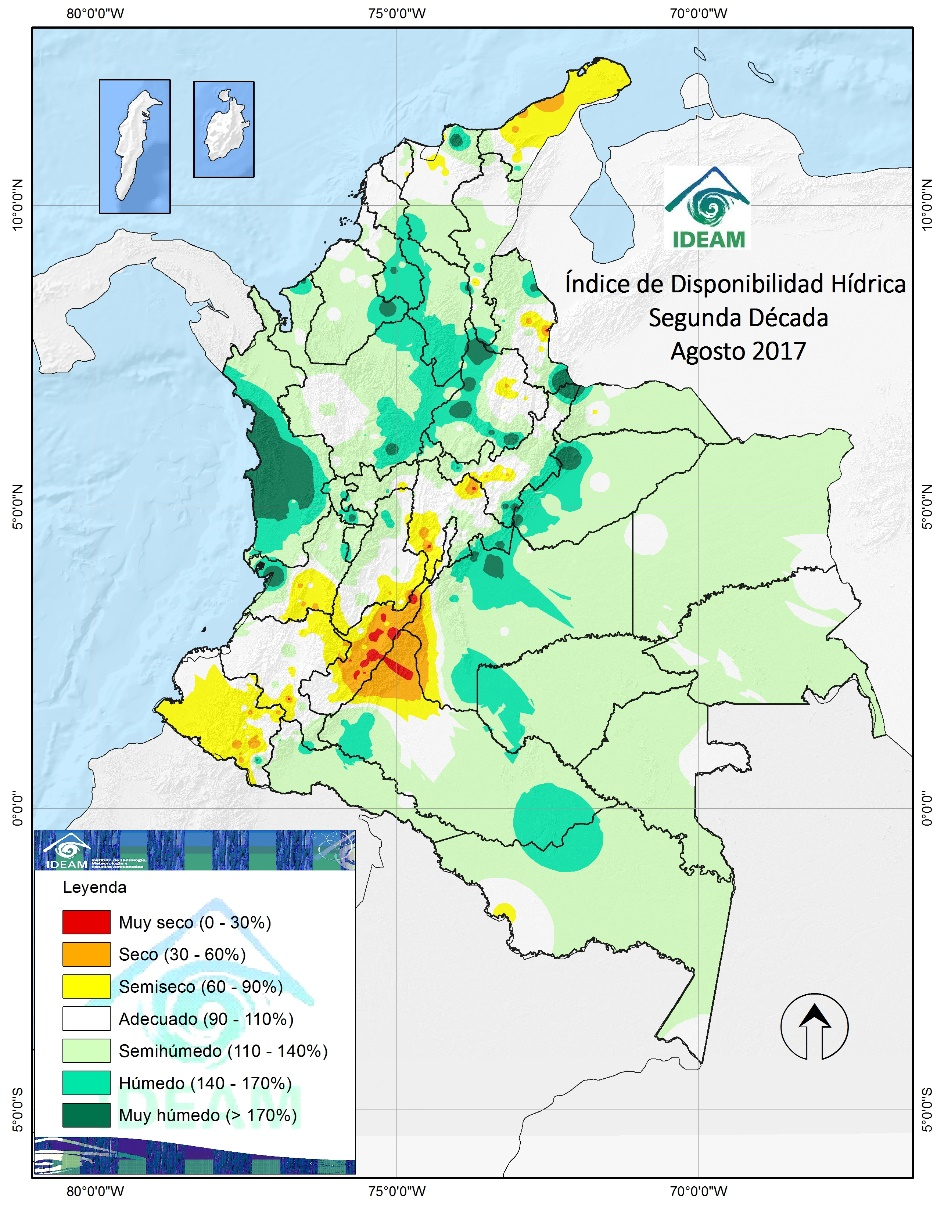 80°0'0"W 75°0'0"W 70°0'0"W
10°0'0"N 10°0'0"N
IDEAM
Índice de Disponibilidad Hídrica
Segunda Década
Agosto 2017
5°0'0"N 5°0'0"N
0°0'0" 0°0'0"
IDEAM
Leyenda
Muy seco (0 - 30%)
Seco (30 - 60%)
Semiseco (60 - 90%)
Adecuado (90 - 110%)
Semihúmedo (110 - 140%)
Húmedo (140 - 170%)
Muy húmedo (> 170%)
IDEAM
5°0'0"S 5°0'0"S
80°0'0"W 75°0'0"W 70°0'0"W